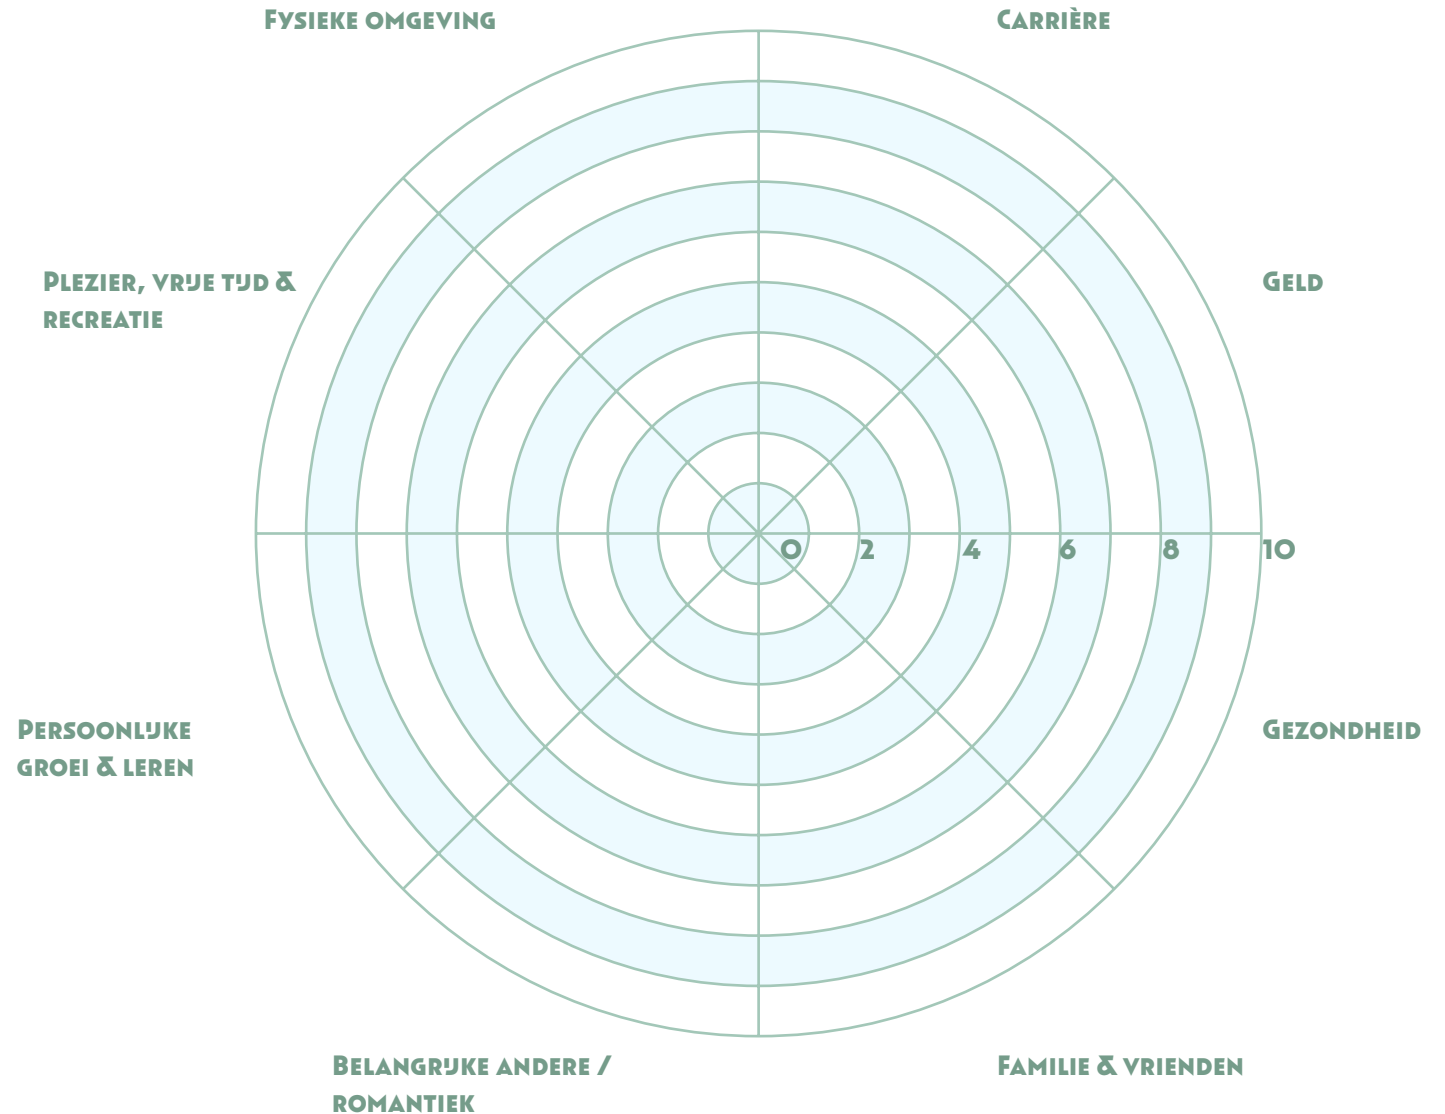 Fysieke omgeving
Carrière
Plezier, vrije tijd &
recreatie
Geld
0 2 4 6 8 10
Persoonlijke
groei & leren
Gezondheid
Belangrijke andere /
romantiek
Familie & vrienden